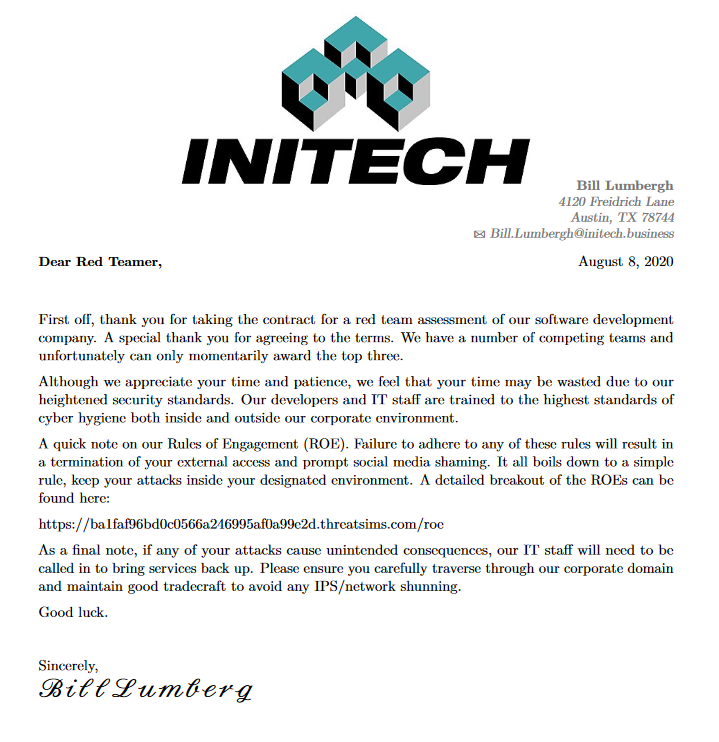 INITECH
Bill Lumbergh
4120 Freidrich Lane
Austin, TX 78744
✉ Bill.Lumbergh@initech.business
Dear Red Teamer,
August 8, 2020
First off, thank you for taking the contract for a red team assessment of our software development
company. A special thank you for agreeing to the terms. We have a number of competing teams and
unfortunately can only momentarily award the top three.
Although we appreciate your time and patience, we feel that your time may be wasted due to our
heightened security standards. Our developers and IT staff are trained to the highest standards of
cyber hygiene both inside and outside our corporate environment.
A quick note on our Rules of Engagement (ROE). Failure to adhere to any of these rules will result in
a termination of your external access and prompt social media shaming. It all boils down to a simple
rule, keep your attacks inside your designated environment. A detailed breakout of the ROEs can be
found here:
https://ba1faf96bd0c0566a246995af0a99e2d.threatsims.com/roe
As a final note, if any of your attacks cause unintended consequences, our IT staff will need to be
called in to bring services back up. Please ensure you carefully traverse through our corporate domain
and maintain good tradecraft to avoid any IPS/network shunning.
Good luck.
Sincerely,
Bill Lumberg